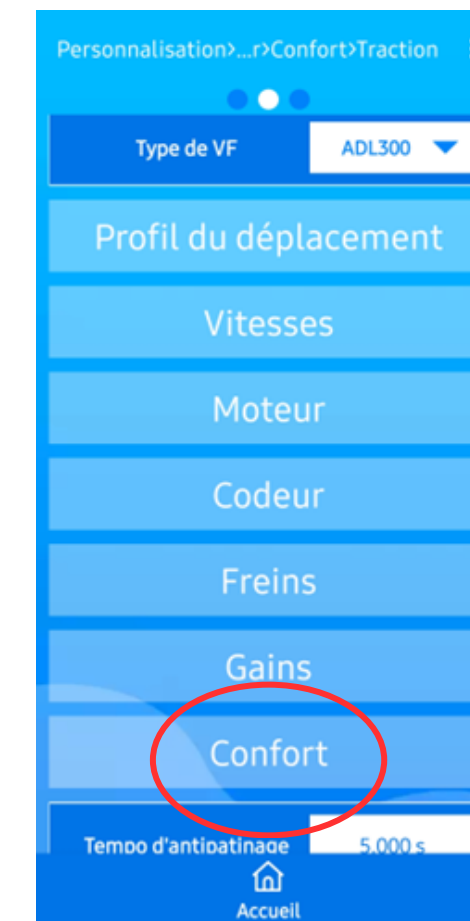 Personnalisation>...r>Confort>Traction
Type de VF ADL300
Profil du déplacement
Vitesses
Moteur
Codeur
Freins
Gains
Confort
Tempo d'antipatinage 5.000 s
Accueil